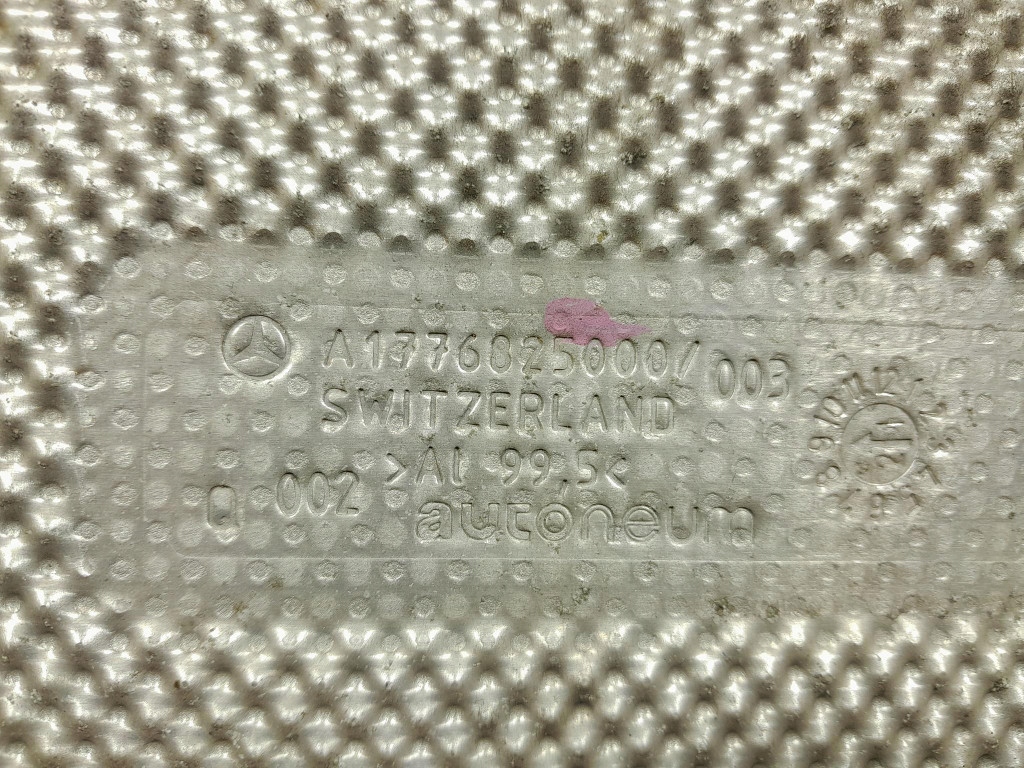 A1776825000/003
SWITZERLAND
>Al 99,5<
Q 002
autoneum